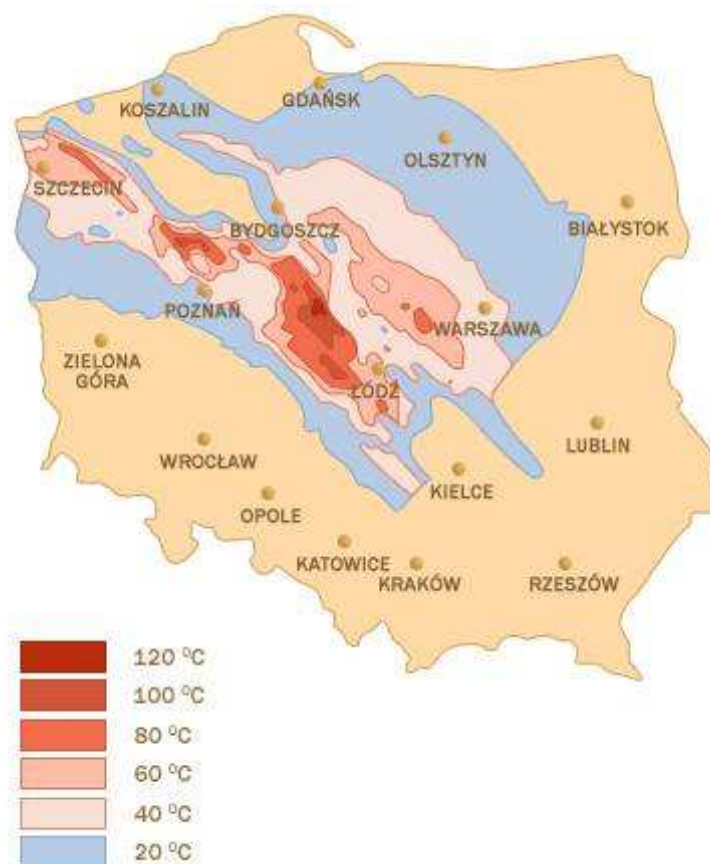 KOSZALIN
GDAŃSK
OLSZTYN
SZCZECIN
BIAŁYSTOK
BYDGOSZCZ
POZNAŃ
WARSZAWA
ZIELONA
GÓRA
ŁÓDŹ
LUBLIN
WROCŁAW
KIELCE
OPOLE
KATOWICE
KRAKÓW
RZESZÓW
120 °C
100 °C
80 °C
60 °C
40 °C
20 °C